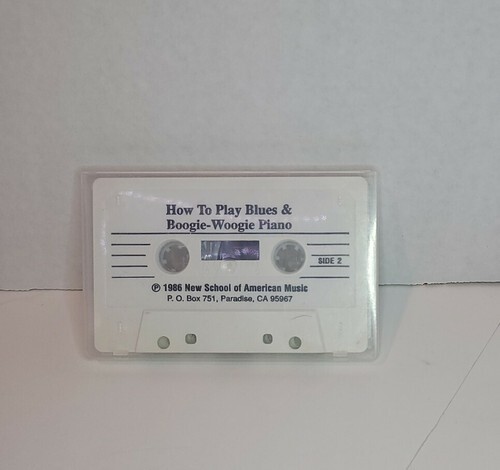 How To Play Blues &
Boogie-Woogie Piano
SIDE 2
℗ 1986 New School of American Music
P. O. Box 751, Paradise, CA 95967